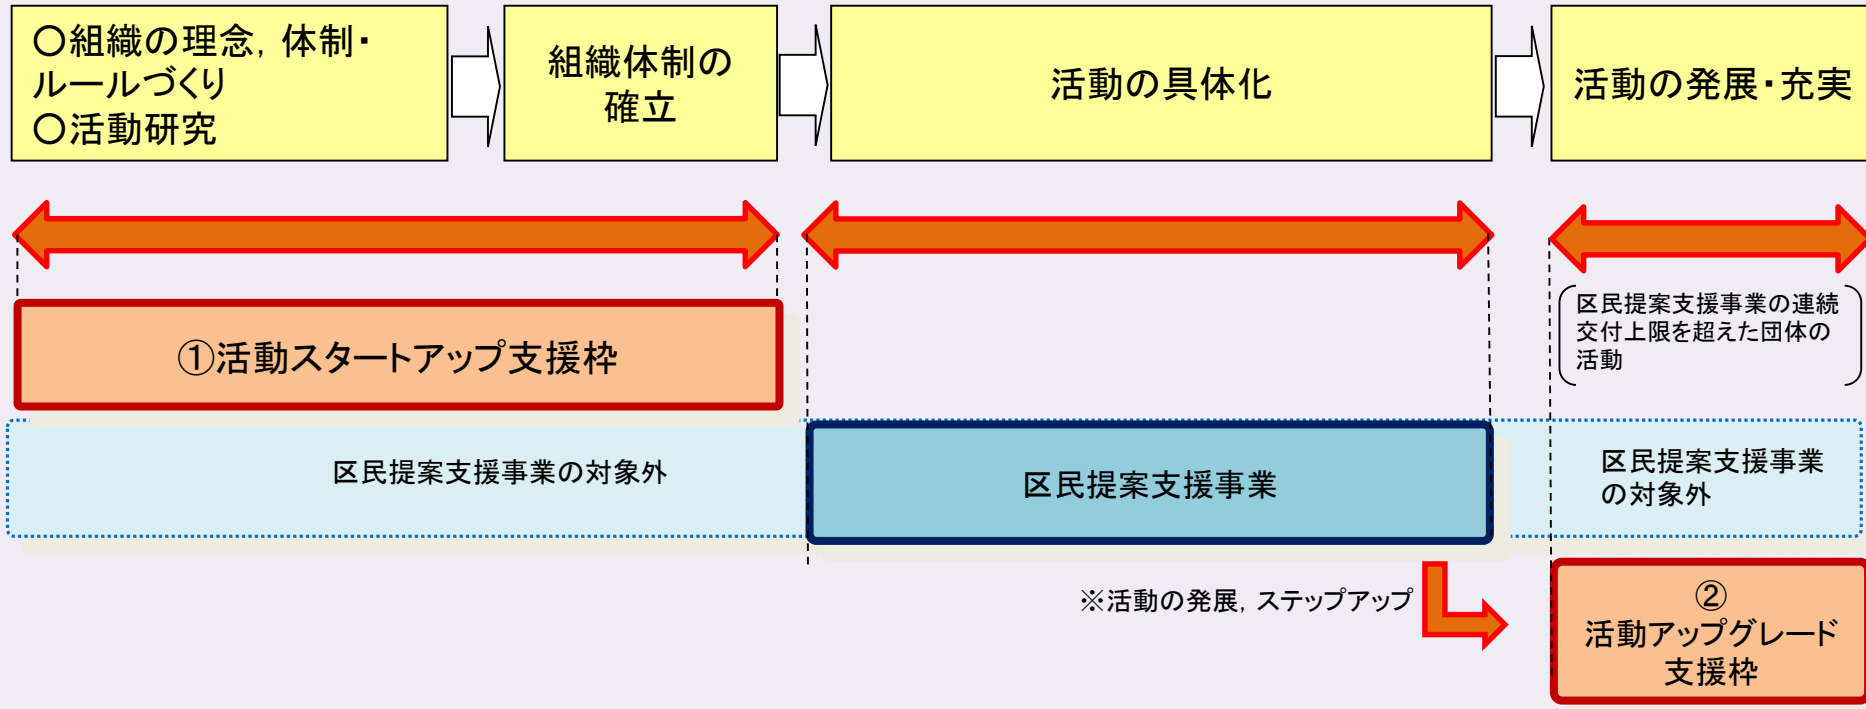 〇組織の理念，体制・
ルールづくり
〇活動研究
組織体制の
確立
活動の具体化
活動の発展・充実
区民提案支援事業の連続
交付上限を超えた団体の
活動
①活動スタートアップ支援枠
区民提案支援事業の対象外
区民提案支援事業
区民提案支援事業
の対象外
※活動の発展，ステップアップ
②
活動アップグレード
支援枠